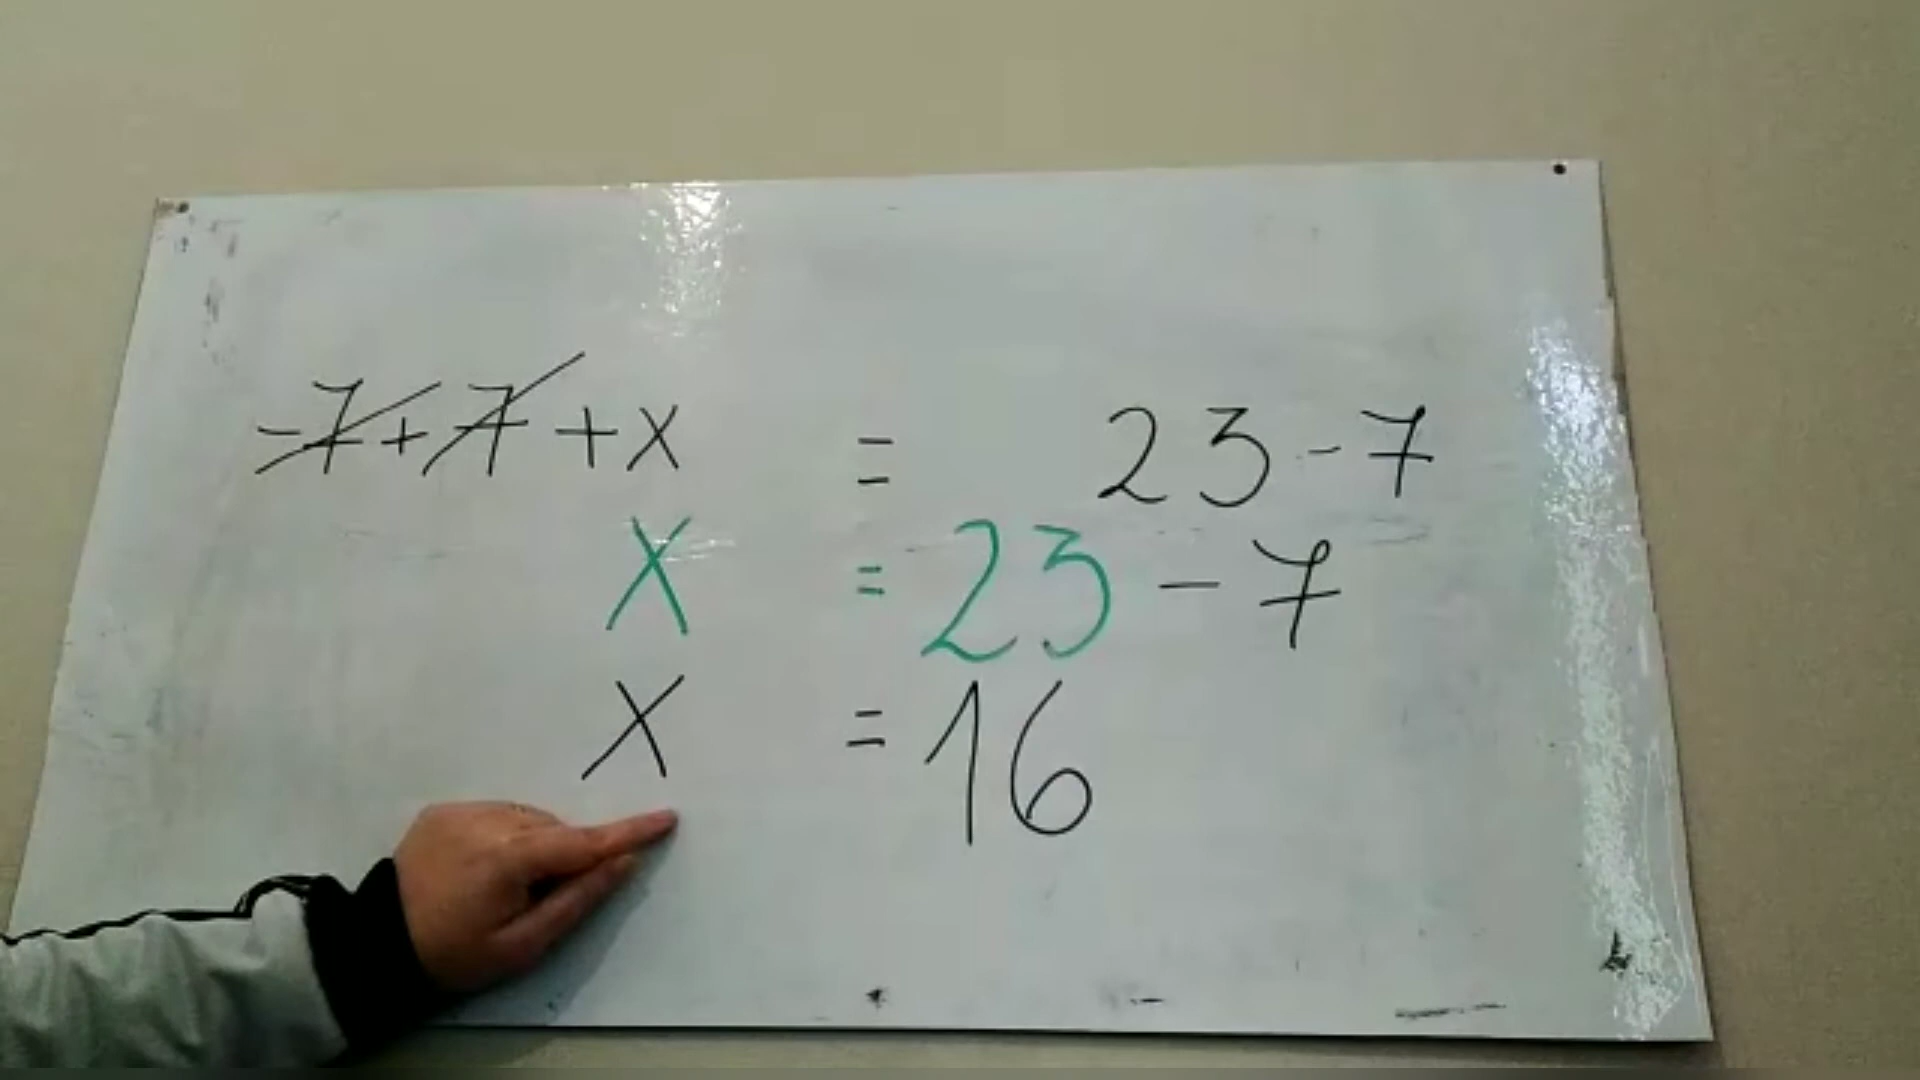 -7+7+x = 23-7
X = 23-7
X = 16